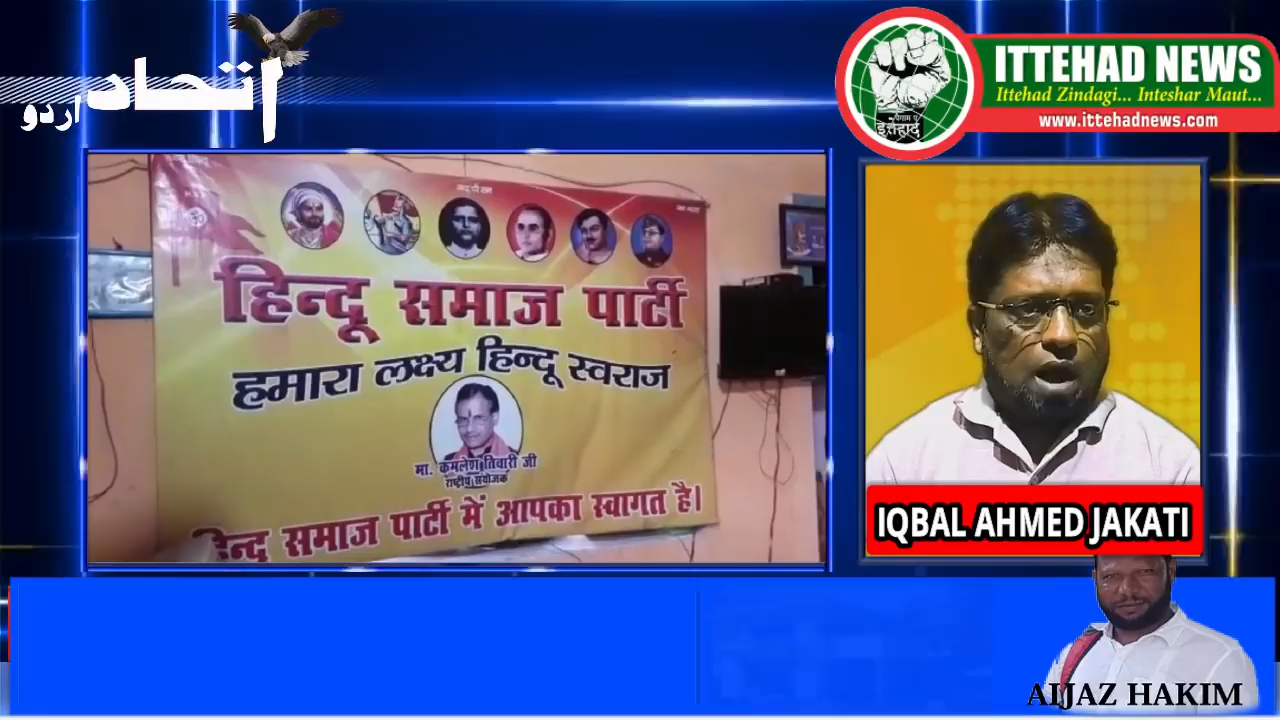 اتحاد
اردو
ITTEHAD NEWS
Ittehad Zindagi... Inteshar Maut...
www.ittehadnews.com
पैग़ाम ए
इत्तेहाद
हिन्दू समाज पार्टी
हमारा लक्ष्य हिन्दू स्वराज
मा. कमलेश तिवारी जी
राष्ट्रीय संयोजक
हिन्दू समाज पार्टी में आपका स्वागत है।
IQBAL AHMED JAKATI
AIJAZ HAKIM